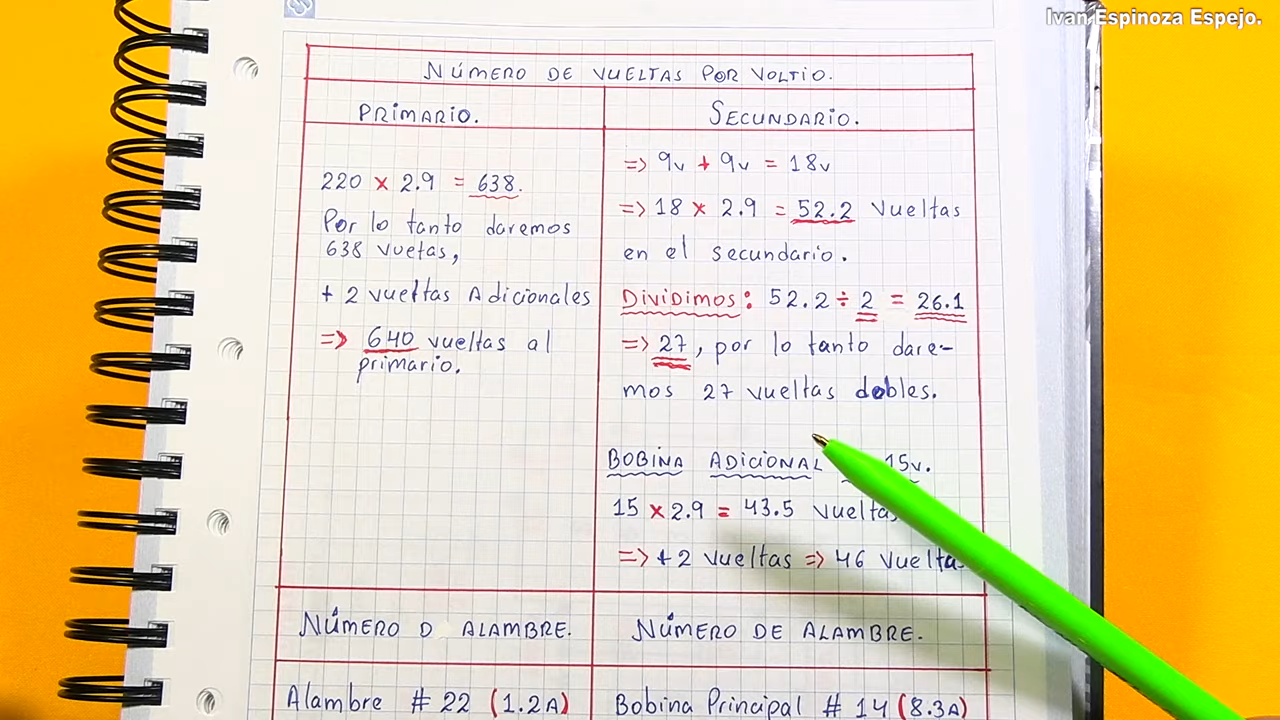 Ivan Espinoza Espejo.
NÚMERO DE VUELTAS POR VOLTIO.
PRIMARIO.
220 x 2.9 = 638.
Por lo tanto daremos
638 vuetas,
+ 2 vueltas Adicionales
=> 640 vueltas al
primario.
SECUNDARIO.
=> 9v + 9v = 18v
=> 18 x 2.9 = 52.2 Vueltas
en el secundario.
DIVIDIMOS: 52.2 ÷ 2 = 26.1
=> 27, por lo tanto dare-
mos 27 vueltas dobles.
BOBINA ADICIONAL 15v.
15 x 2.9 = 43.5 Vueltas
=> + 2 vueltas => 46 Vuelta
NÚMERO D ALAMBRE.
NÚMERO DE ALAMBRE.
Alambre # 22 (1.2A)
Bobina Principal # 14 (8.3A)